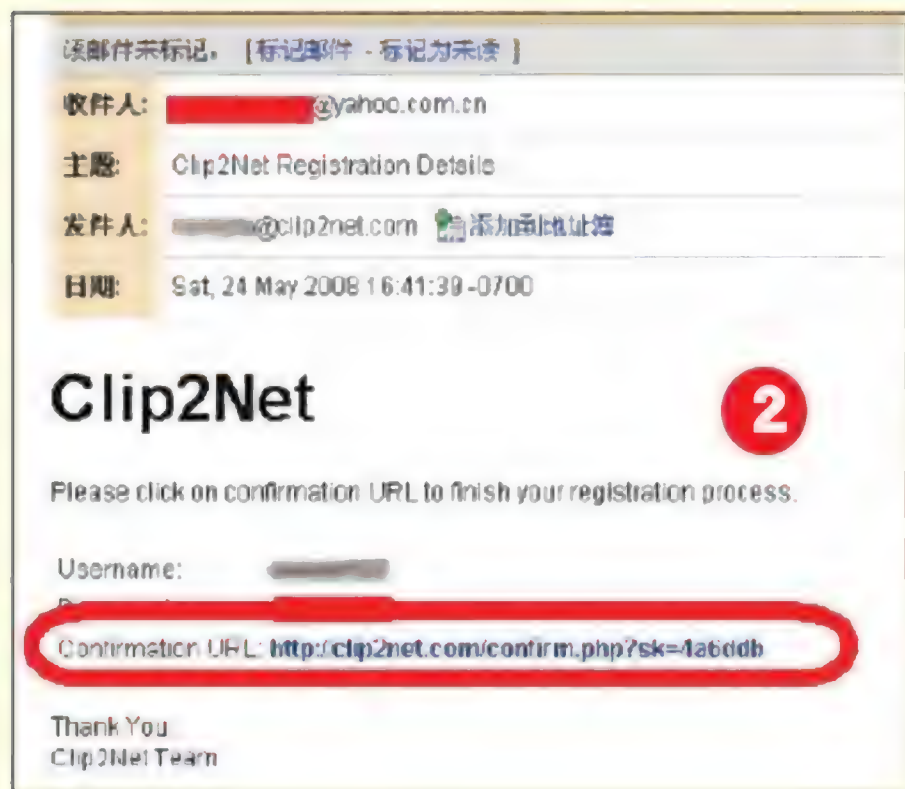 该邮件未标记。 [标记邮件 - 标记为未读 ]
收件人: @yahoo.com.cn
主题: Clip2Net Registration Details
发件人: @clip2net.com 添加到地址簿
日期: Sat, 24 May 2008 16:41:39 -0700
Clip2Net
2
Please click on confirmation URL to finish your registration process.
Username:
Confirmation URL: http://clip2net.com/confirm.php?sk=4a6ddb
Thank You
Clip2Net Team